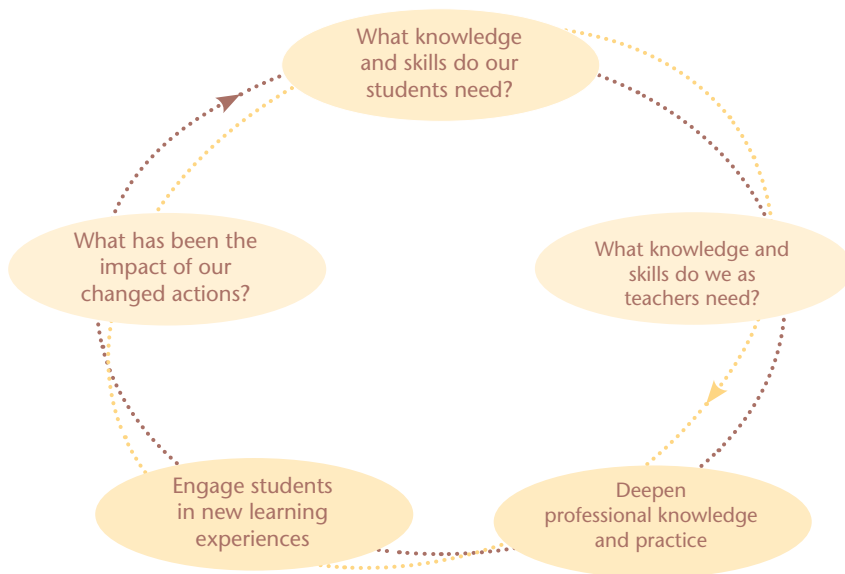 What knowledge
and skills do our
students need?
What knowledge and
skills do we as
teachers need?
Deepen
professional knowledge
and practice
Engage students
in new learning
experiences
What has been the
impact of our
changed actions?